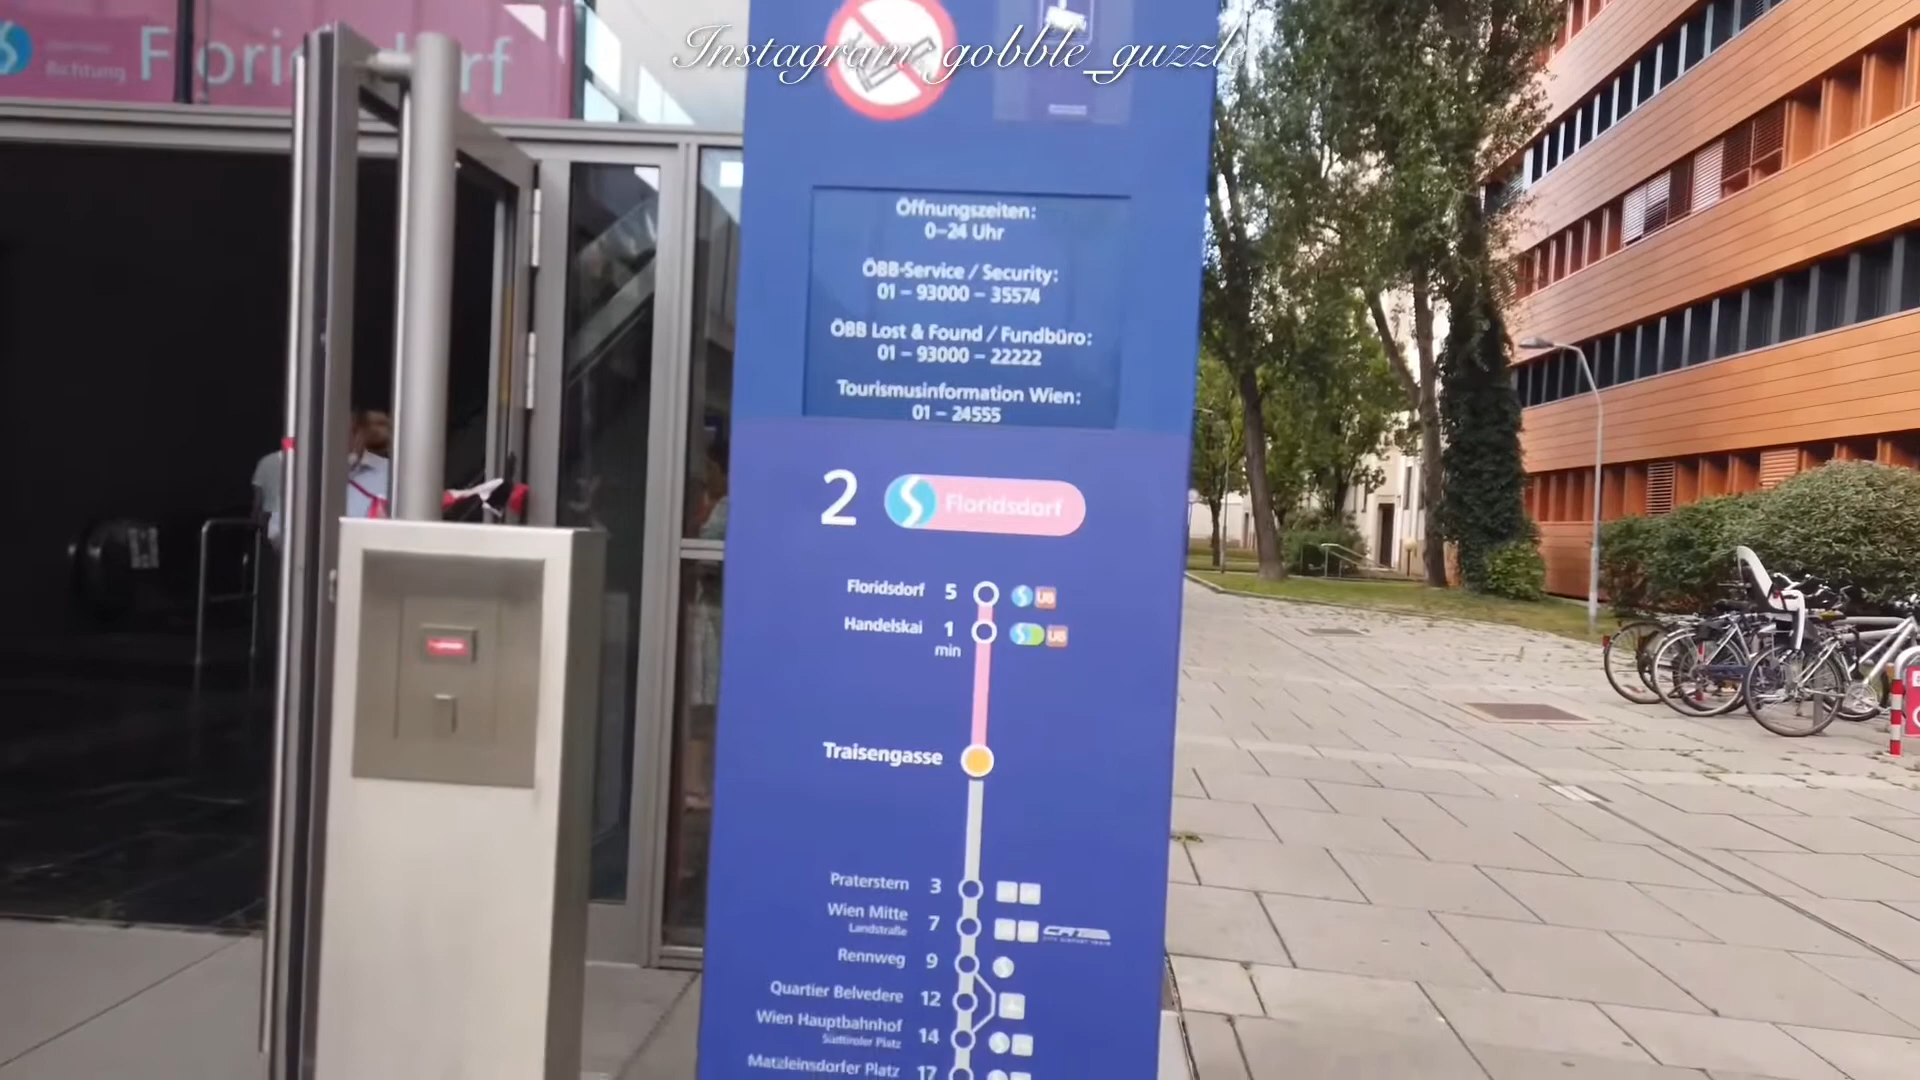 Instagram gobble_guzzle
Richtung Floridsdorf
Öffnungszeiten:
0–24 Uhr
ÖBB-Service / Security:
01 – 93000 – 35574
ÖBB Lost & Found / Fundbüro:
01 – 93000 – 22222
Tourismusinformation Wien:
01 – 24555
2 S Floridsdorf
Floridsdorf 5 S U6
Handelskai 1 S U6
min
Traisengasse
Praterstern 3
Wien Mitte 7 CAT
Landstraße
Rennweg 9 S
Quartier Belvedere 12
Wien Hauptbahnhof 14 S
Südtiroler Platz
Matzleinsdorfer Platz 17